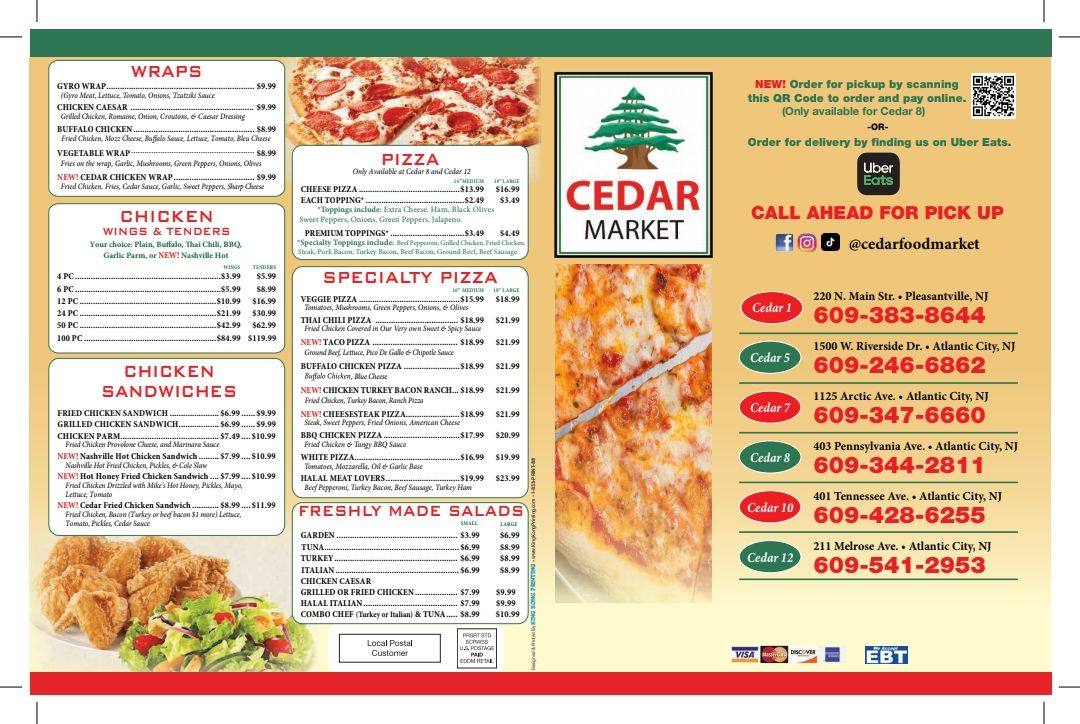 WRAPS
GYRO WRAP........ $9.99
(Gyro Meat, Lettuce, Tomato, Onions, Tzatziki Sauce
CHICKEN CAESAR ........ $9.99
Grilled Chicken, Romaine, Onion, Croutons, & Caesar Dressing
BUFFALO CHICKEN ........ $8.99
Fried Chicken, Mozz Cheese, Buffalo Sauce, Lettuce, Tomato, Bleu Cheese
VEGETABLE WRAP ........ $8.99
Fries on the wrap, Garlic, Mushrooms, Green Peppers, Onions, Olives
NEW! CEDAR CHICKEN WRAP ........ $9.99
Fried Chicken, Fries, Cedar Sauce, Garlic, Sweet Peppers, Sharp Cheese
CHICKEN
WINGS & TENDERS
Your choice: Plain, Buffalo, Thai Chili, BBQ,
Garlic Parm, or NEW! Nashville Hot
WINGS TENDERS
4 PC ........ $3.99 $5.99
6 PC ........ $5.99 $8.99
12 PC ........ $10.99 $16.99
24 PC ........ $21.99 $30.99
50 PC ........ $42.99 $62.99
100 PC ........ $84.99 $119.99
CHICKEN
SANDWICHES
FRIED CHICKEN SANDWICH ........ $6.99 ..... $9.99
GRILLED CHICKEN SANDWICH ........ $6.99 ..... $9.99
CHICKEN PARM ........ $7.49 .... $10.99
Fried Chicken Provolone Cheese, and Marinara Sauce
NEW! Nashville Hot Chicken Sandwich ........ $7.99 .... $10.99
Nashville Hot Fried Chicken, Pickles, & Cole Slaw
NEW! Hot Honey Fried Chicken Sandwich .... $7.99 .... $10.99
Fried Chicken Drizzled with Mike's Hot Honey, Pickles, Mayo,
Lettuce, Tomato
NEW! Cedar Fried Chicken Sandwich ........ $8.99 .... $11.99
Fried Chicken, Bacon (Turkey or beef bacon $1 more) Lettuce,
Tomato, Pickles, Cedar Sauce
PIZZA
Only Available at Cedar 8 and Cedar 12
16" MEDIUM 18" LARGE
CHEESE PIZZA ........ $13.99 $16.99
EACH TOPPING* ........ $2.49 $3.49
*Toppings include: Extra Cheese, Ham, Black Olives
Sweet Peppers, Onions, Green Peppers, Jalapeno.
PREMIUM TOPPINGS* ........ $3.49 $4.49
*Specialty Toppings include: Beef Pepperoni, Grilled Chicken, Fried Chicken,
Steak, Pork Bacon, Turkey Bacon, Beef Bacon, Ground Beef, Beef Sausage.
SPECIALTY PIZZA
16" MEDIUM 18" LARGE
VEGGIE PIZZA ........ $15.99 $18.99
Tomatoes, Mushrooms, Green Peppers, Onions, & Olives
THAI CHILI PIZZA ........ $18.99 $21.99
Fried Chicken Covered in Our Very own Sweet & Spicy Sauce
NEW! TACO PIZZA ........ $18.99 $21.99
Ground Beef, Lettuce, Pico De Gallo & Chipotle Sauce
BUFFALO CHICKEN PIZZA ........ $18.99 $21.99
Buffalo Chicken, Blue Cheese
NEW! CHICKEN TURKEY BACON RANCH... $18.99 $21.99
Fried Chicken, Turkey Bacon, Ranch Pizza
NEW! CHEESESTEAK PIZZA ........ $18.99 $21.99
Steak, Sweet Peppers, Fried Onions, American Cheese
BBQ CHICKEN PIZZA ........ $17.99 $20.99
Fried Chicken & Tangy BBQ Sauce
WHITE PIZZA ........ $16.99 $19.99
Tomatoes, Mozzarella, Oil & Garlic Base
HALAL MEAT LOVERS ........ $19.99 $23.99
Beef Pepperoni, Turkey Bacon, Beef Sausage, Turkey Ham
FRESHLY MADE SALADS
SMALL LARGE
GARDEN ........ $3.99 $6.99
TUNA ........ $6.99 $8.99
TURKEY ........ $6.99 $8.99
ITALIAN ........ $6.99 $8.99
CHICKEN CAESAR
GRILLED OR FRIED CHICKEN ........ $7.99 $9.99
HALAL ITALIAN ........ $7.99 $9.99
COMBO CHEF (Turkey or Italian) & TUNA ..... $8.99 $10.99
Local Postal
Customer
PRSRT STD
ECRWSS
U.S. POSTAGE
PAID
EDDM RETAIL
Designed & Printed By KING KONG PRINTING • www.KingKongPrinting.com
CEDAR
MARKET
NEW! Order for pickup by scanning
this QR Code to order and pay online.
(Only available for Cedar 8)
-OR-
Order for delivery by finding us on Uber Eats.
Uber
Eats
CALL AHEAD FOR PICK UP
@cedarfoodmarket
Cedar 1
220 N. Main Str. • Pleasantville, NJ
609-383-8644
Cedar 5
1500 W. Riverside Dr. • Atlantic City, NJ
609-246-6862
Cedar 7
1125 Arctic Ave. • Atlantic City, NJ
609-347-6660
Cedar 8
403 Pennsylvania Ave. • Atlantic City, NJ
609-344-2811
Cedar 10
401 Tennessee Ave. • Atlantic City, NJ
609-428-6255
Cedar 12
211 Melrose Ave. • Atlantic City, NJ
609-541-2953
VISA MasterCard DISCOVER
We Accept
EBT